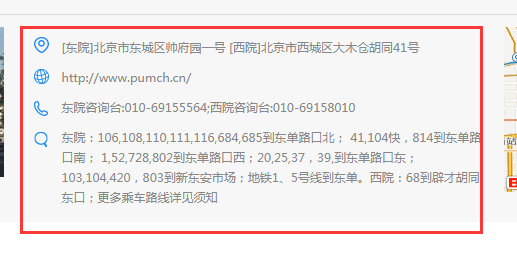 [东院]北京市东城区帅府园一号 [西院]北京市西城区大木仓胡同41号
http://www.pumch.cn/
东院咨询台:010-69155564;西院咨询台:010-69158010
东院：106,108,110,111,116,684,685到东单路口北； 41,104快，814到东单路
口南； 1,52,728,802到东单路口西；20,25,37，39,到东单路口东；
103,104,420，803到新东安市场；地铁1、5号线到东单。西院：68到辟才胡同
东口；更多乘车路线详见须知